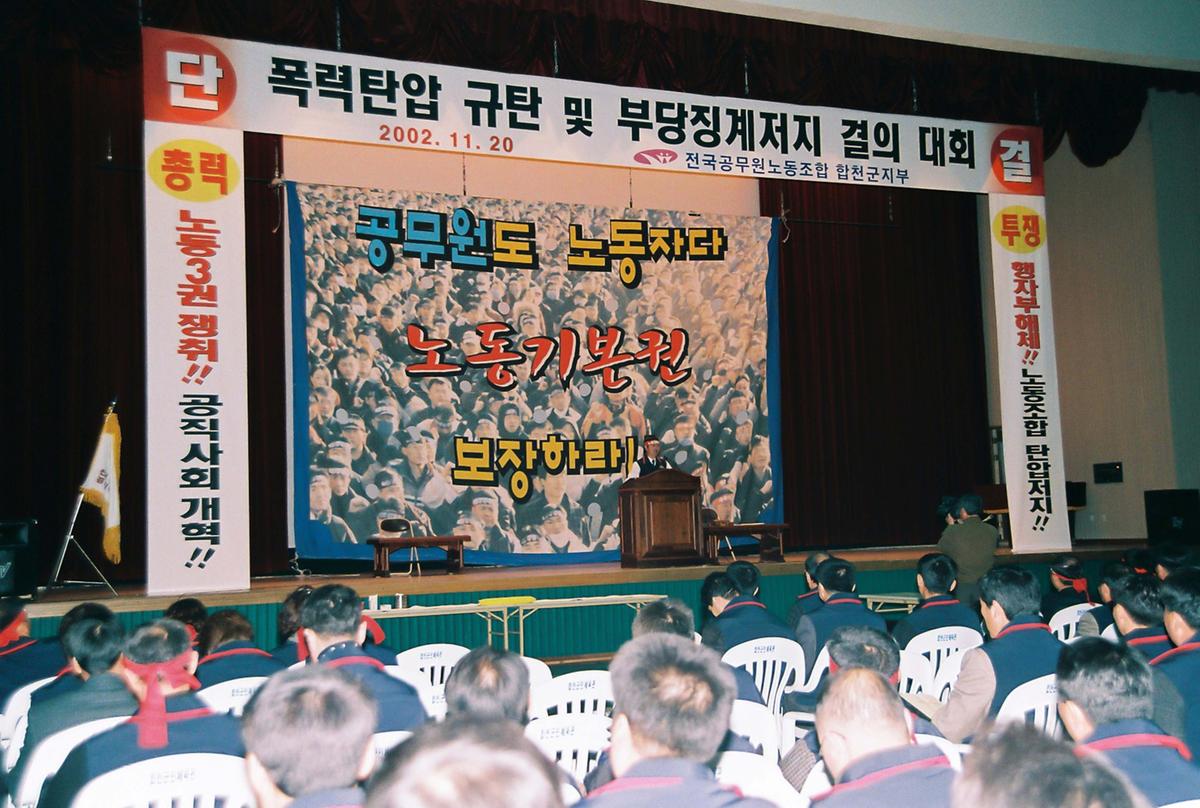 단 폭력탄압 규탄 및 부당징계저지 결의 대회 결
2002. 11. 20
전국공무원노동조합 합천군지부
총력
노동3권 쟁취!! 공직사회 개혁!!
공무원도 노동자다
노동기본권
보장하라!
투쟁
행자부해체!! 노동조합 탄압저지!!